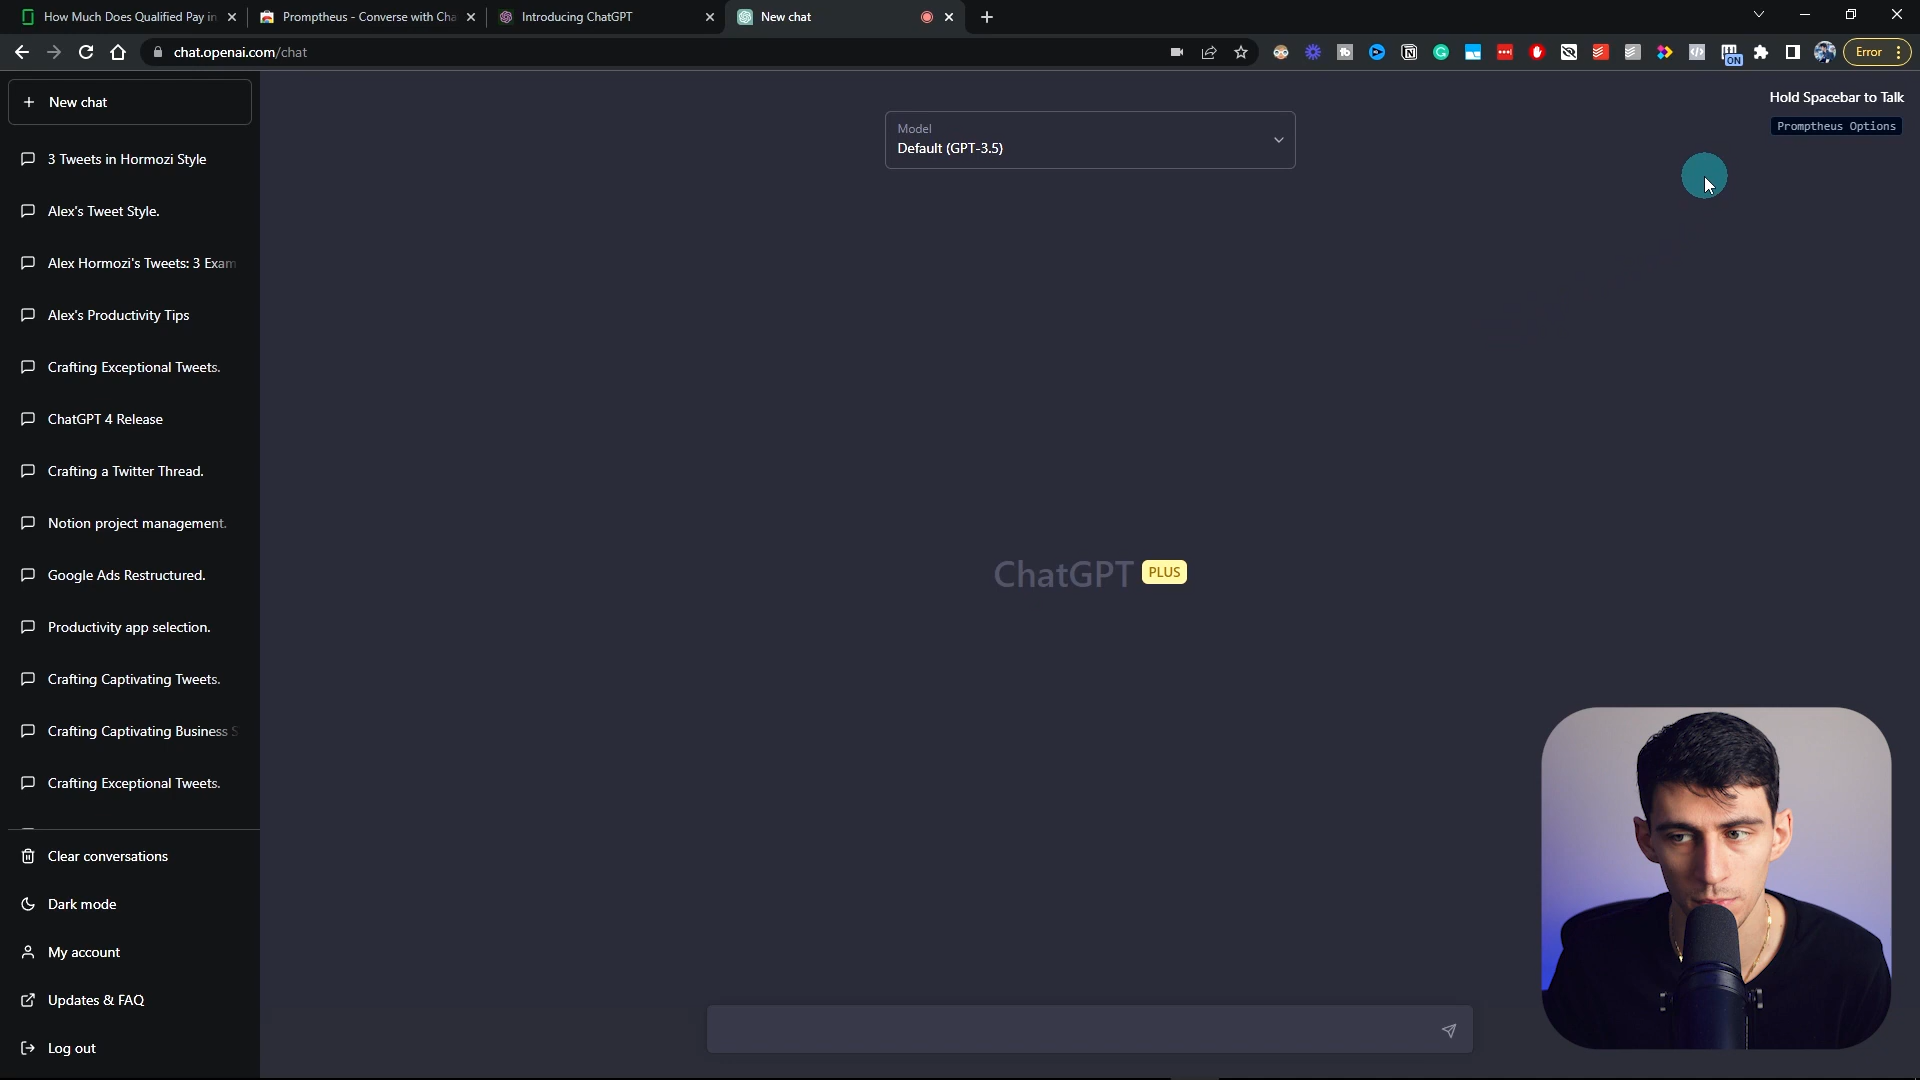 How Much Does Qualified Pay in
Promptheus - Converse with Cha
Introducing ChatGPT
New chat
chat.openai.com/chat
ON
Error
New chat
3 Tweets in Hormozi Style
Alex's Tweet Style.
Alex Hormozi's Tweets: 3 Exam
Alex's Productivity Tips
Crafting Exceptional Tweets.
ChatGPT 4 Release
Crafting a Twitter Thread.
Notion project management.
Google Ads Restructured.
Productivity app selection.
Crafting Captivating Tweets.
Crafting Captivating Business S
Crafting Exceptional Tweets.
Clear conversations
Dark mode
My account
Updates & FAQ
Log out
Model
Default (GPT-3.5)
Hold Spacebar to Talk
Promptheus Options
ChatGPT PLUS